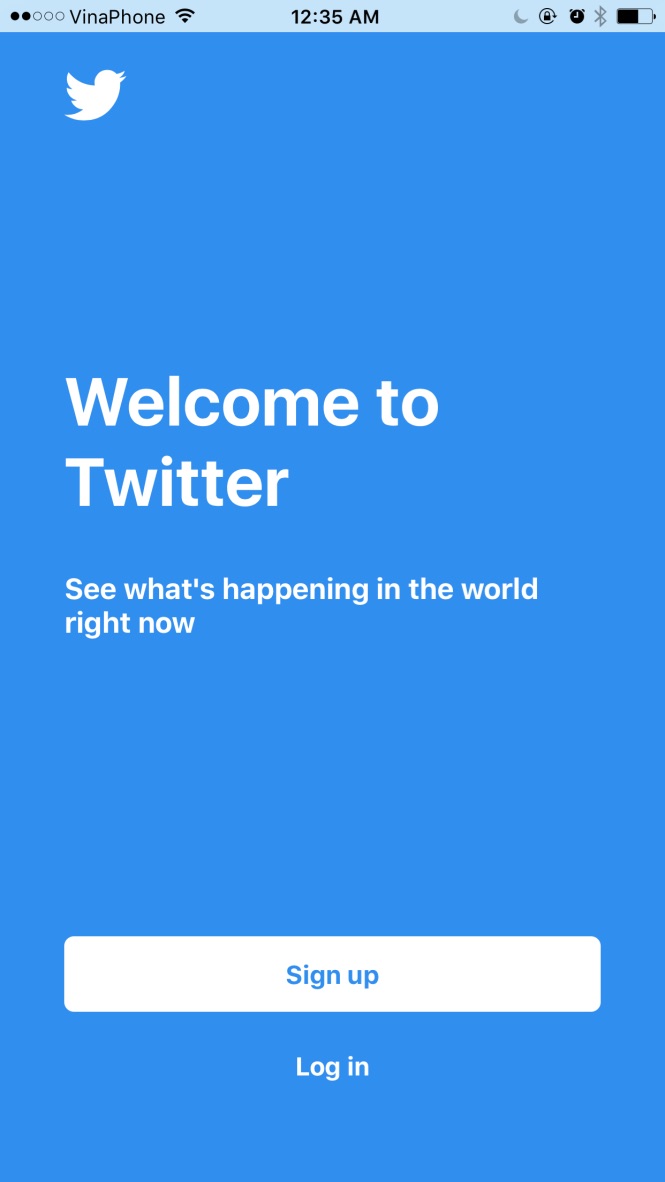 VinaPhone 12:35 AM
Welcome to
Twitter
See what's happening in the world
right now
Sign up
Log in